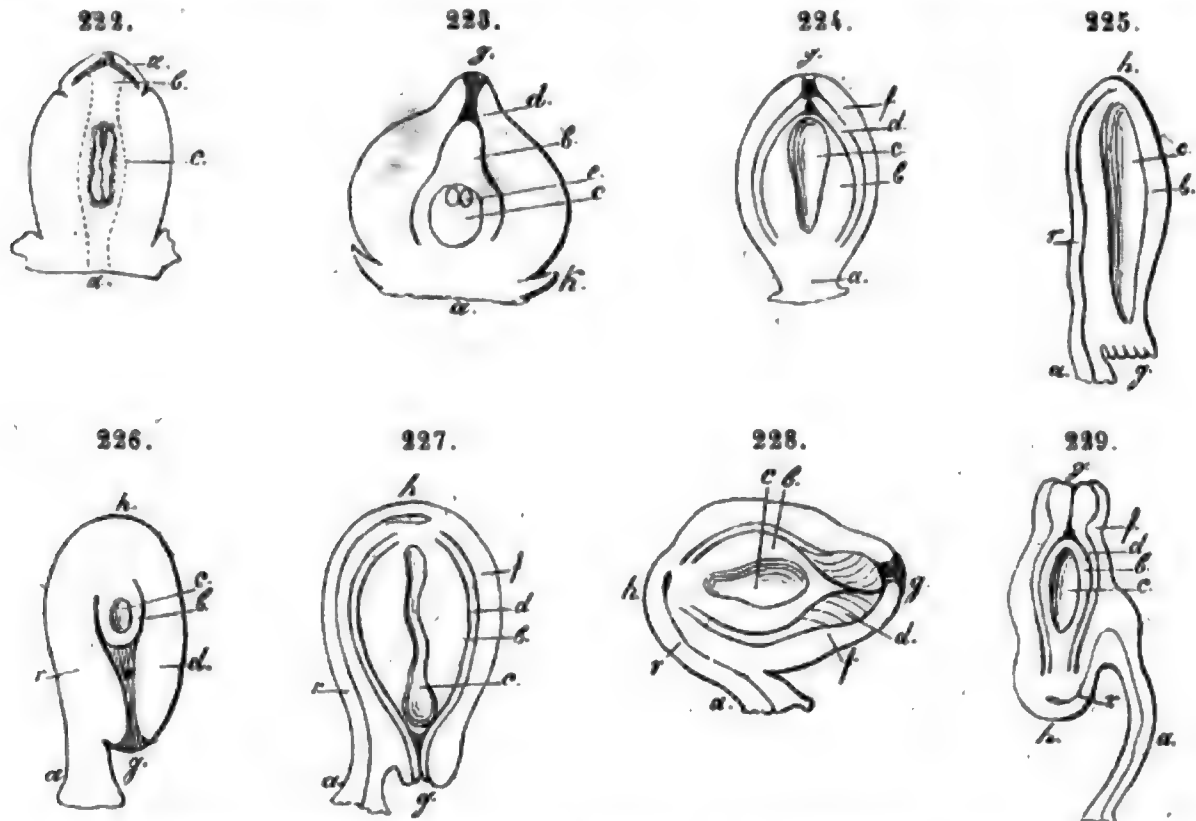 222. 223. 224. 225.
a. b. c. a.
g. d. b. e. c h. a.
g. f d. c b a.
h. c. b. r a. g.
226. 227. 228. 229.
h. c. b. d. r a g.
h f d b. c. r a. g.
c b. h g. d. f r a.
g. f. d b. c. x h. a.